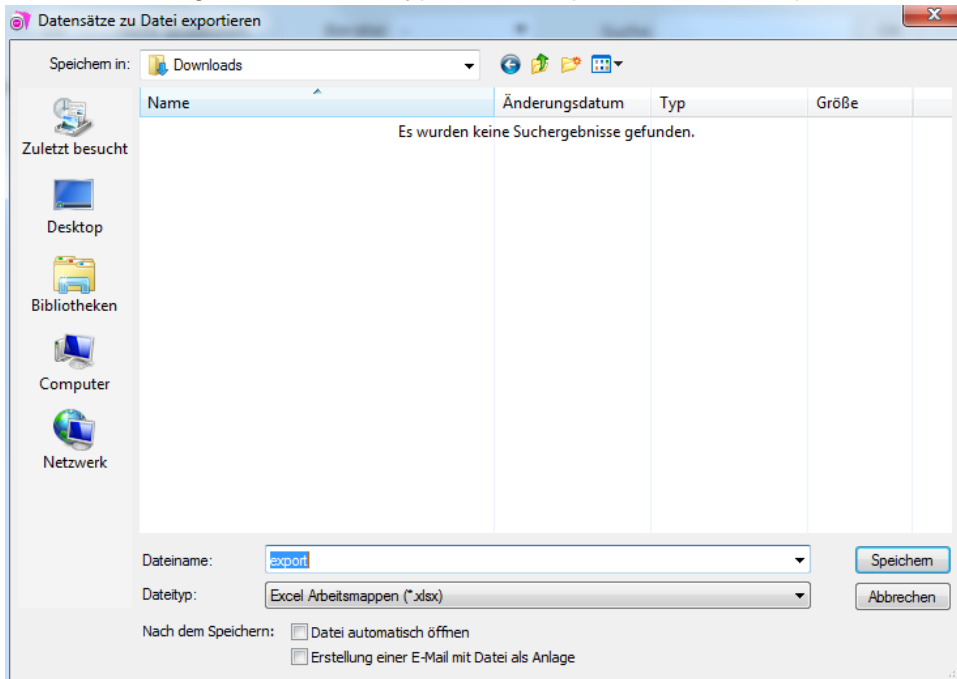 Datensätze zu Datei exportieren
Speichern in: Downloads
Name Änderungsdatum Typ Größe
Es wurden keine Suchergebnisse gefunden.
Zuletzt besucht
Desktop
Bibliotheken
Computer
Netzwerk
Dateiname: export Speichern
Dateityp: Excel Arbeitsmappen (*.xlsx) Abbrechen
Nach dem Speichern: Datei automatisch öffnen
Erstellung einer E-Mail mit Datei als Anlage